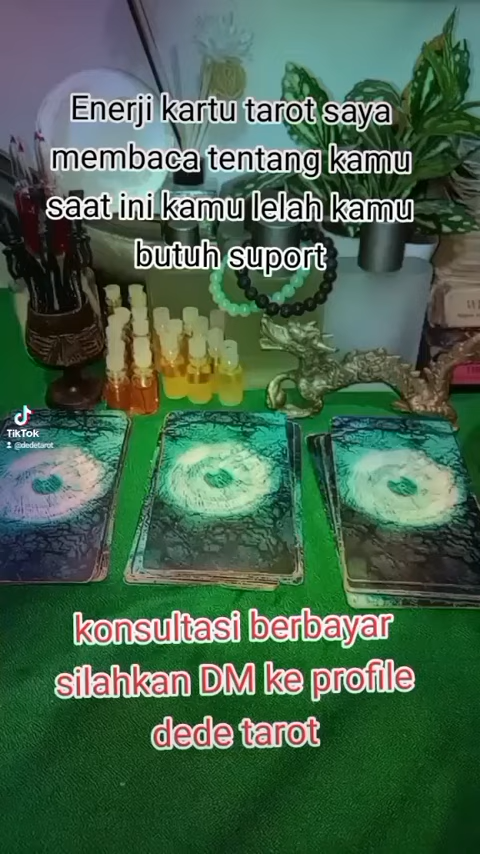 Enerji kartu tarot saya
membaca tentang kamu
saat ini kamu lelah kamu
butuh suport
TikTok
@dedetarot
konsultasi berbayar
silahkan DM ke profile
dede tarot